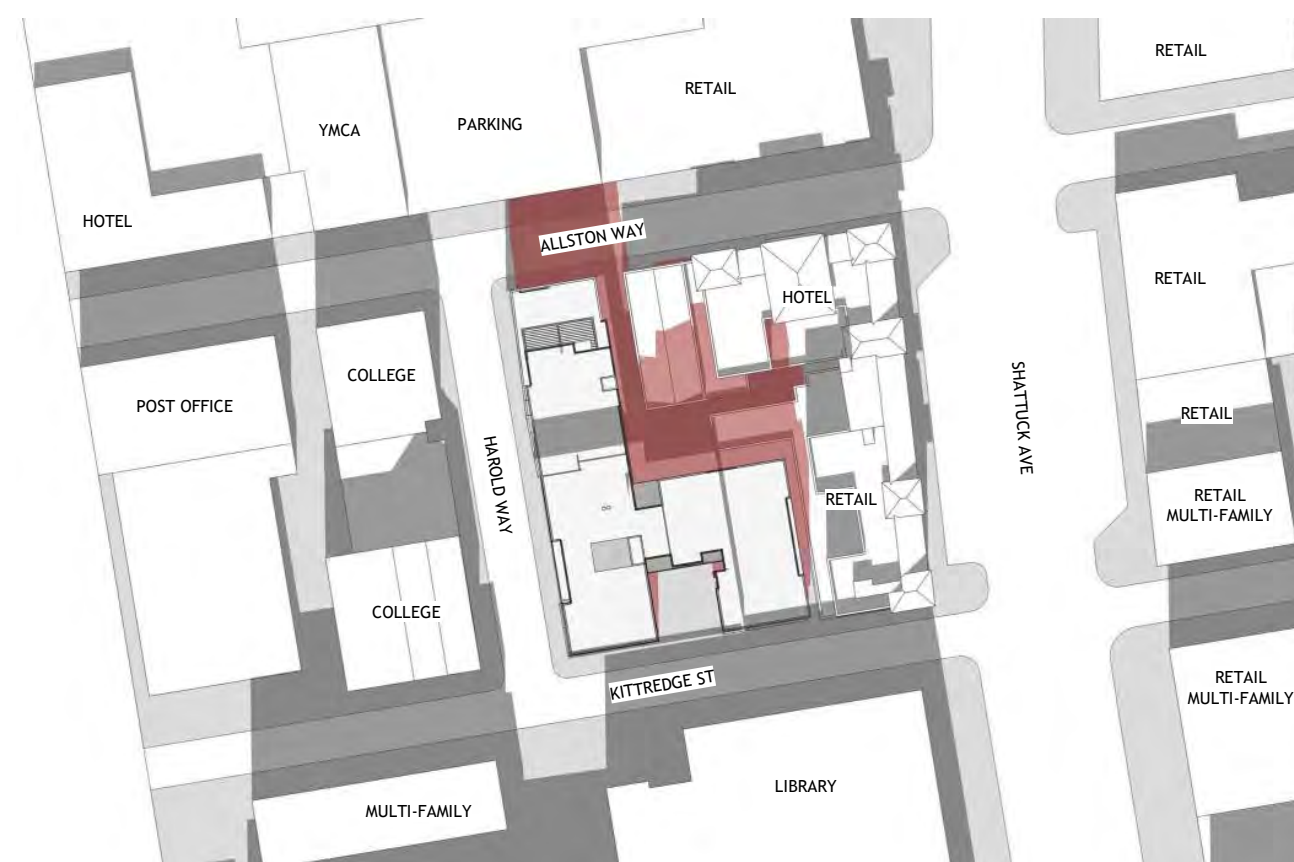 RETAIL
RETAIL
YMCA
PARKING
HOTEL
ALLSTON WAY
HOTEL
RETAIL
COLLEGE
POST OFFICE
SHATTUCK AVE
HAROLD WAY
RETAIL
RETAIL
RETAIL
MULTI-FAMILY
COLLEGE
KITTREDGE ST
RETAIL
MULTI-FAMILY
LIBRARY
MULTI-FAMILY